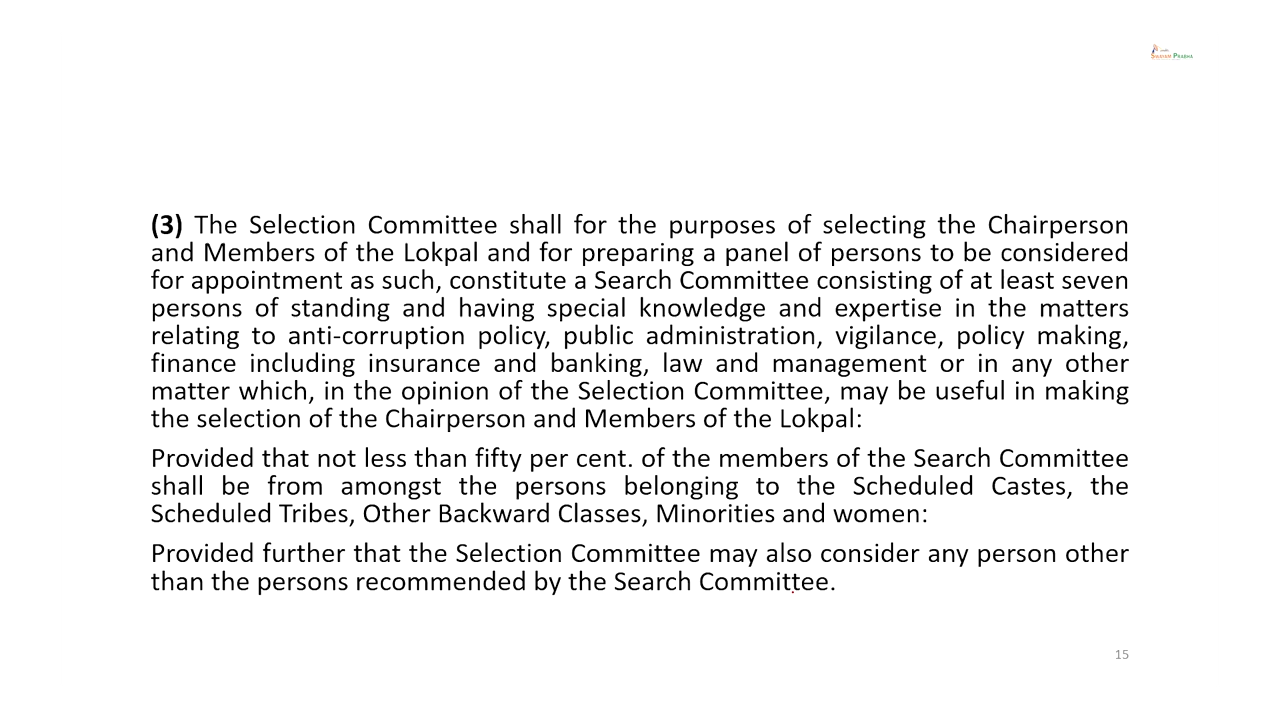 SWAYAM PRABHA
(3) The Selection Committee shall for the purposes of selecting the Chairperson
and Members of the Lokpal and for preparing a panel of persons to be considered
for appointment as such, constitute a Search Committee consisting of at least seven
persons of standing and having special knowledge and expertise in the matters
relating to anti-corruption policy, public administration, vigilance, policy making,
finance including insurance and banking, law and management or in any other
matter which, in the opinion of the Selection Committee, may be useful in making
the selection of the Chairperson and Members of the Lokpal:
Provided that not less than fifty per cent. of the members of the Search Committee
shall be from amongst the persons belonging to the Scheduled Castes, the
Scheduled Tribes, Other Backward Classes, Minorities and women:
Provided further that the Selection Committee may also consider any person other
than the persons recommended by the Search Committee.
15